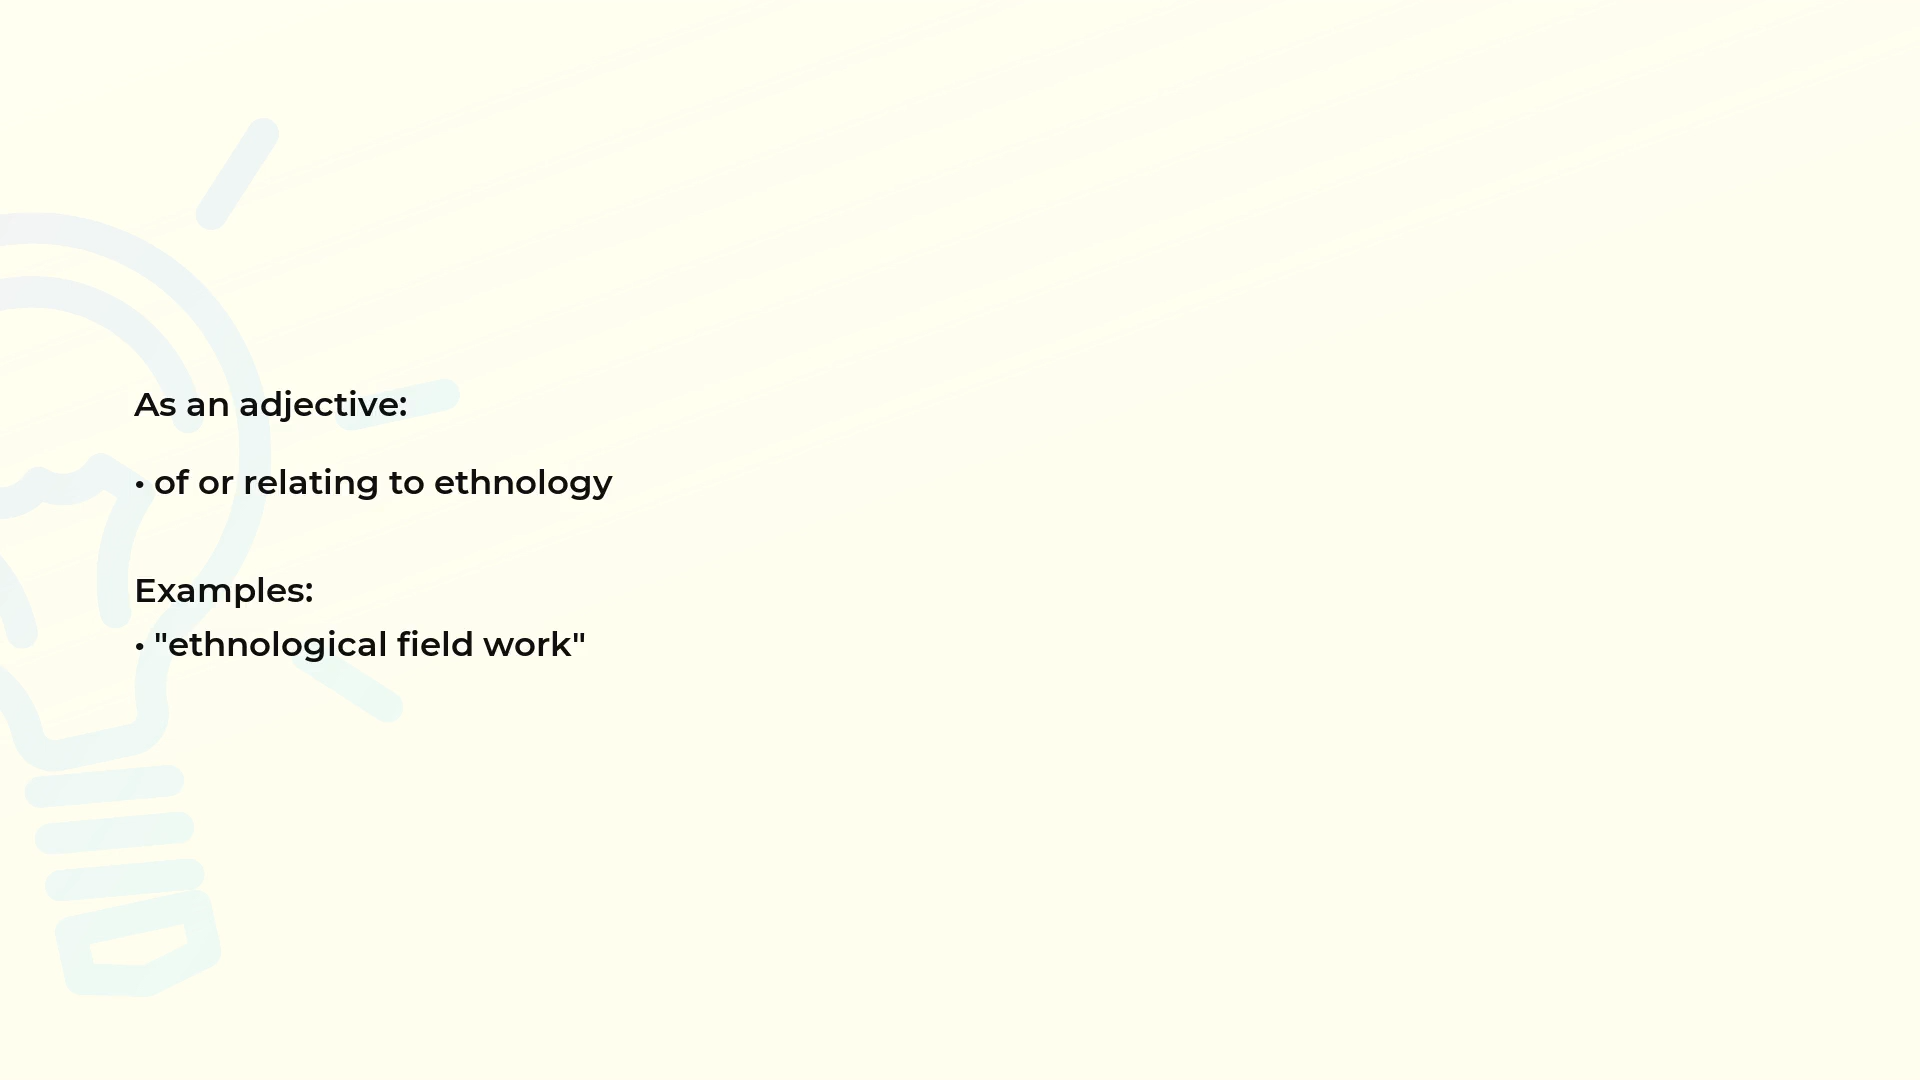 As an adjective:
• of or relating to ethnology
Examples:
• "ethnological field work"